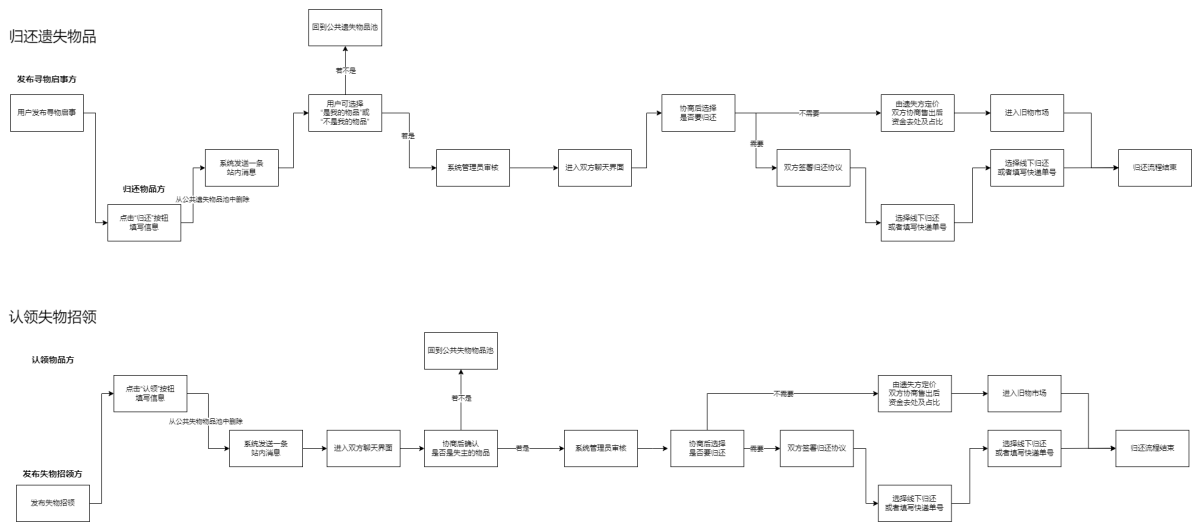 归还遗失物品
发布寻物启事方
用户发布寻物启事
归还物品方
点击“归还”按钮
填写信息
从公共遗失物品池中删除
系统发送一条
站内消息
用户可选择
“是我的物品”或
“不是我的物品”
若不是
回到公共遗失物品池
若是
系统管理员审核
进入双方聊天界面
协商后选择
是否要归还
不需要
由遗失方定价
双方协商售出后
资金去处及占比
进入旧物市场
需要
双方签署归还协议
选择线下归还
或者填写快递单号
选择线下归还
或者填写快递单号
归还流程结束
认领失物招领
认领物品方
点击“认领”按钮
填写信息
从公共失物物品池中删除
发布失物招领方
发布失物招领
系统发送一条
站内消息
进入双方聊天界面
协商后确认
是否是失主的物品
若不是
回到公共失物物品池
若是
系统管理员审核
协商后选择
是否要归还
不需要
由遗失方定价
双方协商售出后
资金去处及占比
进入旧物市场
需要
双方签署归还协议
选择线下归还
或者填写快递单号
选择线下归还
或者填写快递单号
归还流程结束